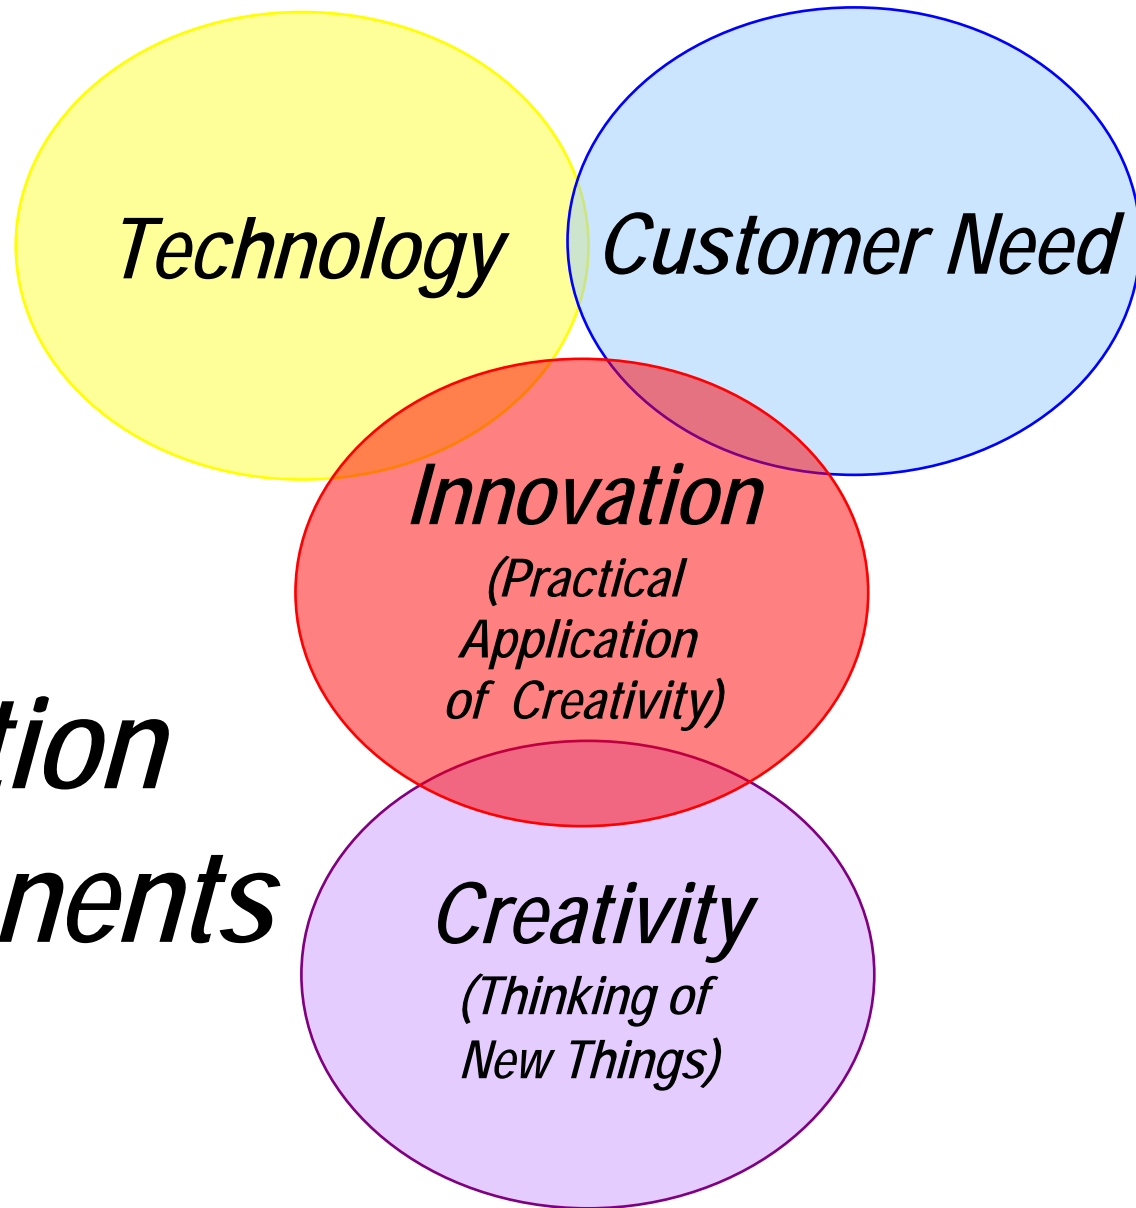 Technology
Customer Need
Innovation
(Practical
Application
of Creativity)
tion
nents
Creativity
(Thinking of
New Things)